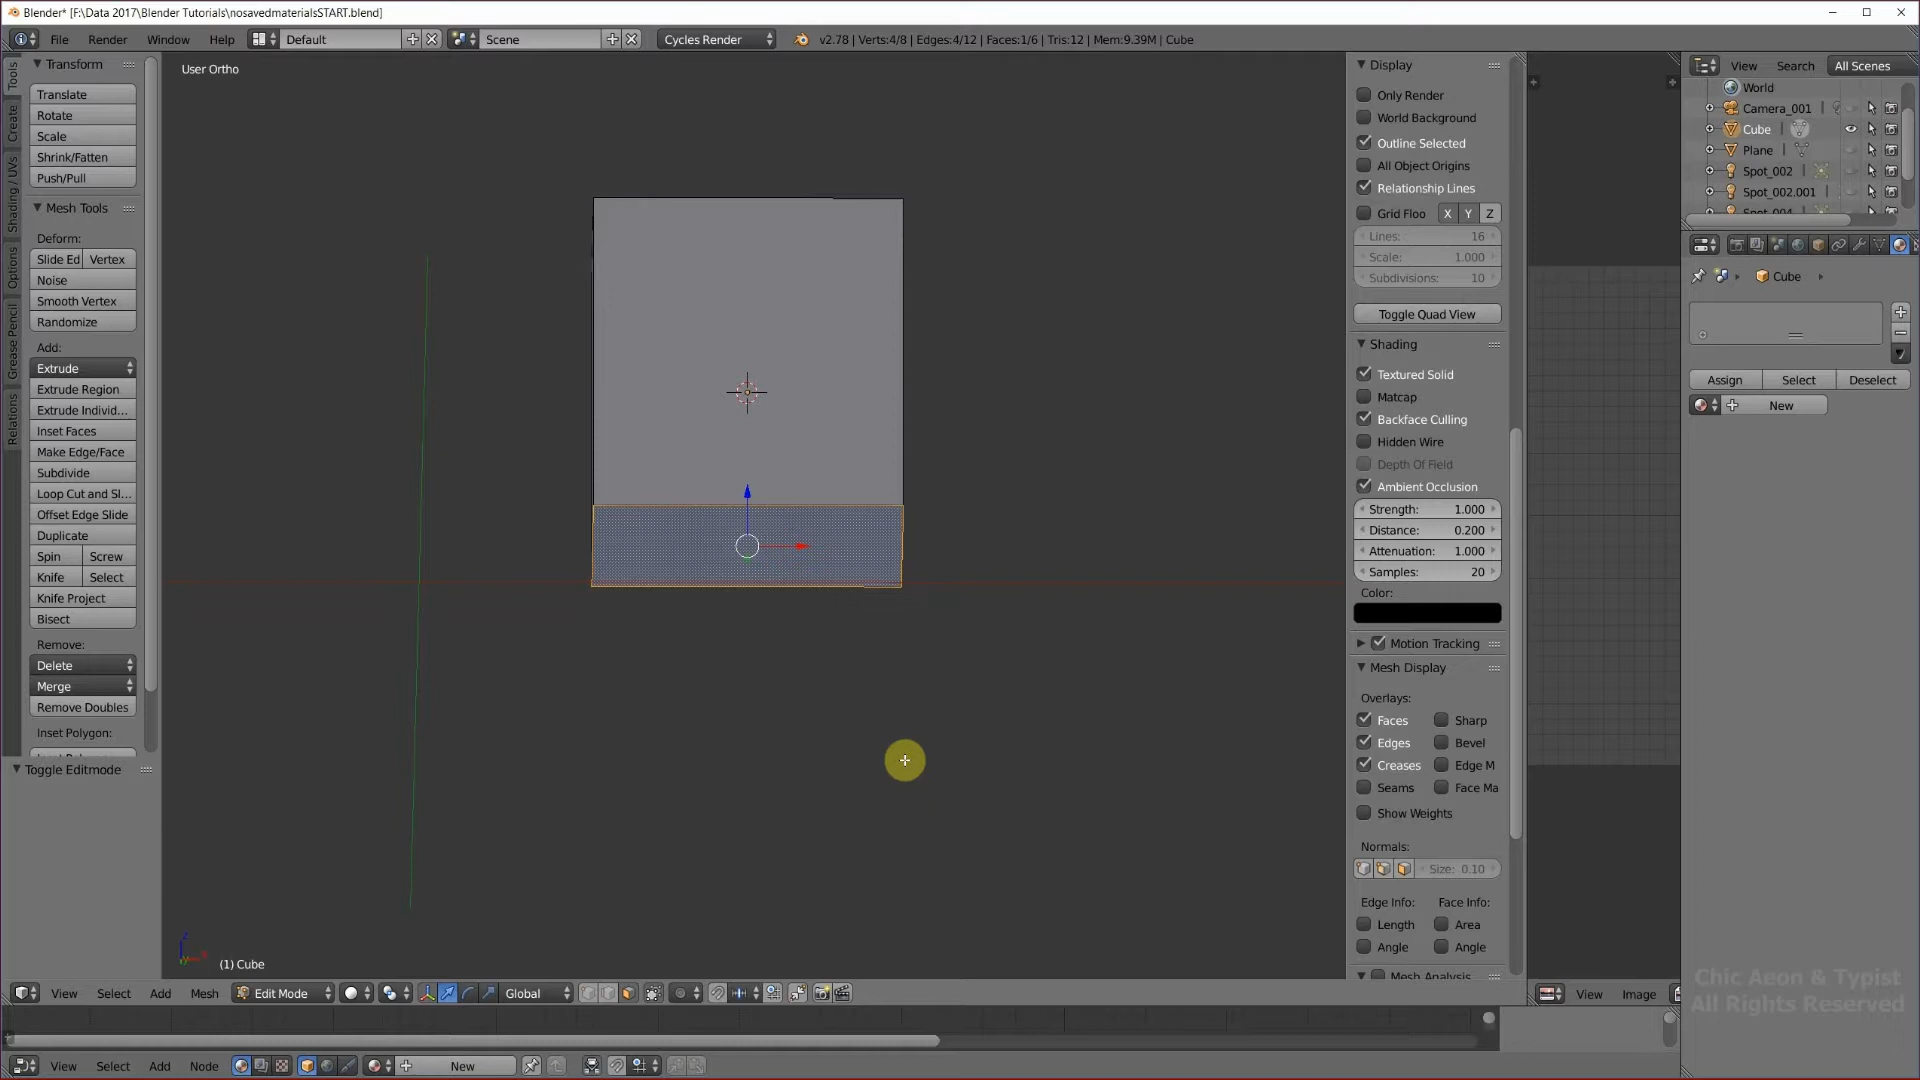 Blender* [F:\Data 2017\Blender Tutorials\nosavedmaterialsSTART.blend]
File Render Window Help Default Scene Cycles Render v2.78 | Verts:4/8 | Edges:4/12 | Faces:1/6 | Tris:12 | Mem:9.39M | Cube
Tools
Create
Shading / UVs
Options
Grease Pencil
Relations
Transform
Translate
Rotate
Scale
Shrink/Fatten
Push/Pull
Mesh Tools
Deform:
Slide Ed Vertex
Noise
Smooth Vertex
Randomize
Add:
Extrude
Extrude Region
Extrude Individ...
Inset Faces
Make Edge/Face
Subdivide
Loop Cut and Sl...
Offset Edge Slide
Duplicate
Spin Screw
Knife Select
Knife Project
Bisect
Remove:
Delete
Merge
Remove Doubles
Inset Polygon:
Toggle Editmode
User Ortho
(1) Cube
Display
Only Render
World Background
Outline Selected
All Object Origins
Relationship Lines
Grid Floo X Y Z
Lines: 16
Scale: 1.000
Subdivisions: 10
Toggle Quad View
Shading
Textured Solid
Matcap
Backface Culling
Hidden Wire
Depth Of Field
Ambient Occlusion
Strength: 1.000
Distance: 0.200
Attenuation: 1.000
Samples: 20
Color:
Motion Tracking
Mesh Display
Overlays:
Faces Sharp
Edges Bevel
Creases Edge M
Seams Face Ma
Show Weights
Normals:
Size: 0.10
Edge Info: Face Info:
Length Area
Angle Angle
Mesh Analysis
View Search All Scenes
World
Camera_001
Cube
Plane
Spot_002
Spot_002.001
Spot_004
Cube
Assign Select Deselect
New
Chic Aeon & Typist
All Rights Reserved
View Select Add Mesh Edit Mode Global
View Image
View Select Add Node New